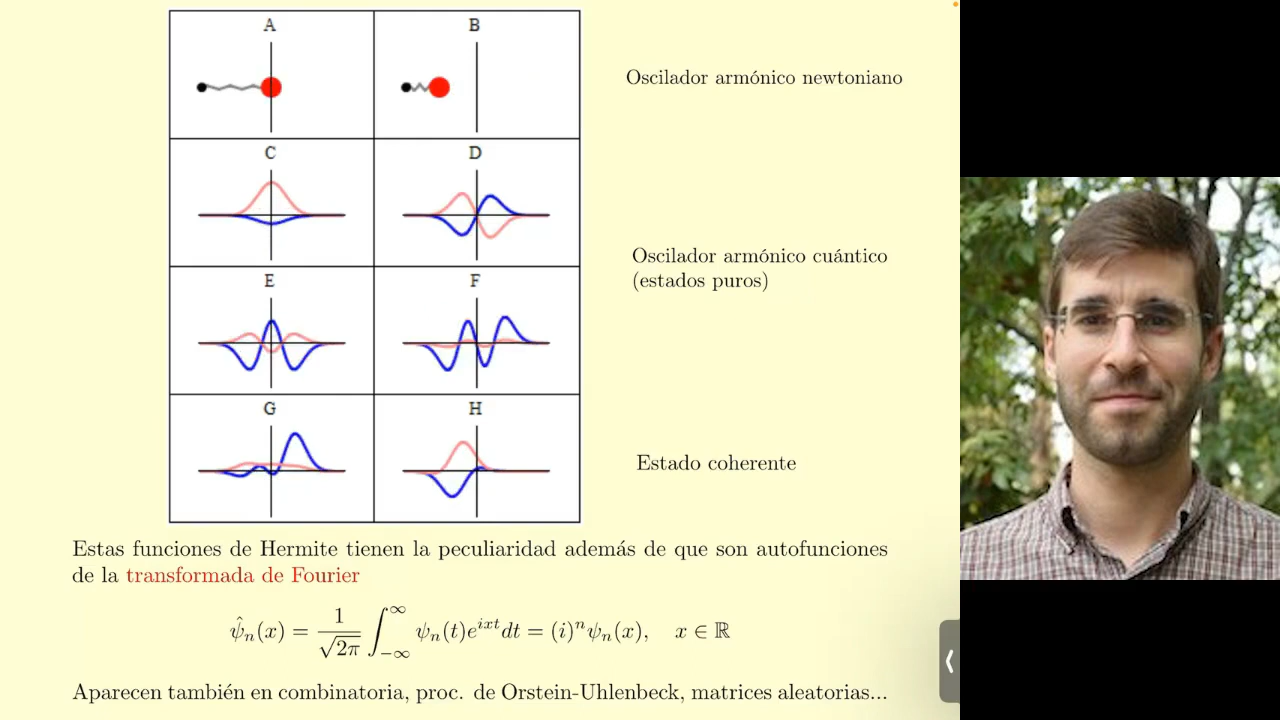 A
B
Oscilador armónico newtoniano
C
D
Oscilador armónico cuántico
(estados puros)
E
F
G
H
Estado coherente
Estas funciones de Hermite tienen la peculiaridad además de que son autofunciones
de la transformada de Fourier
ψ̂ₙ(x) = 1/√2π ∫_{-∞}^{∞} ψₙ(t)e^{ixt}dt = (i)ⁿψₙ(x), x ∈ ℝ
Aparecen también en combinatoria, proc. de Orstein-Uhlenbeck, matrices aleatorias...